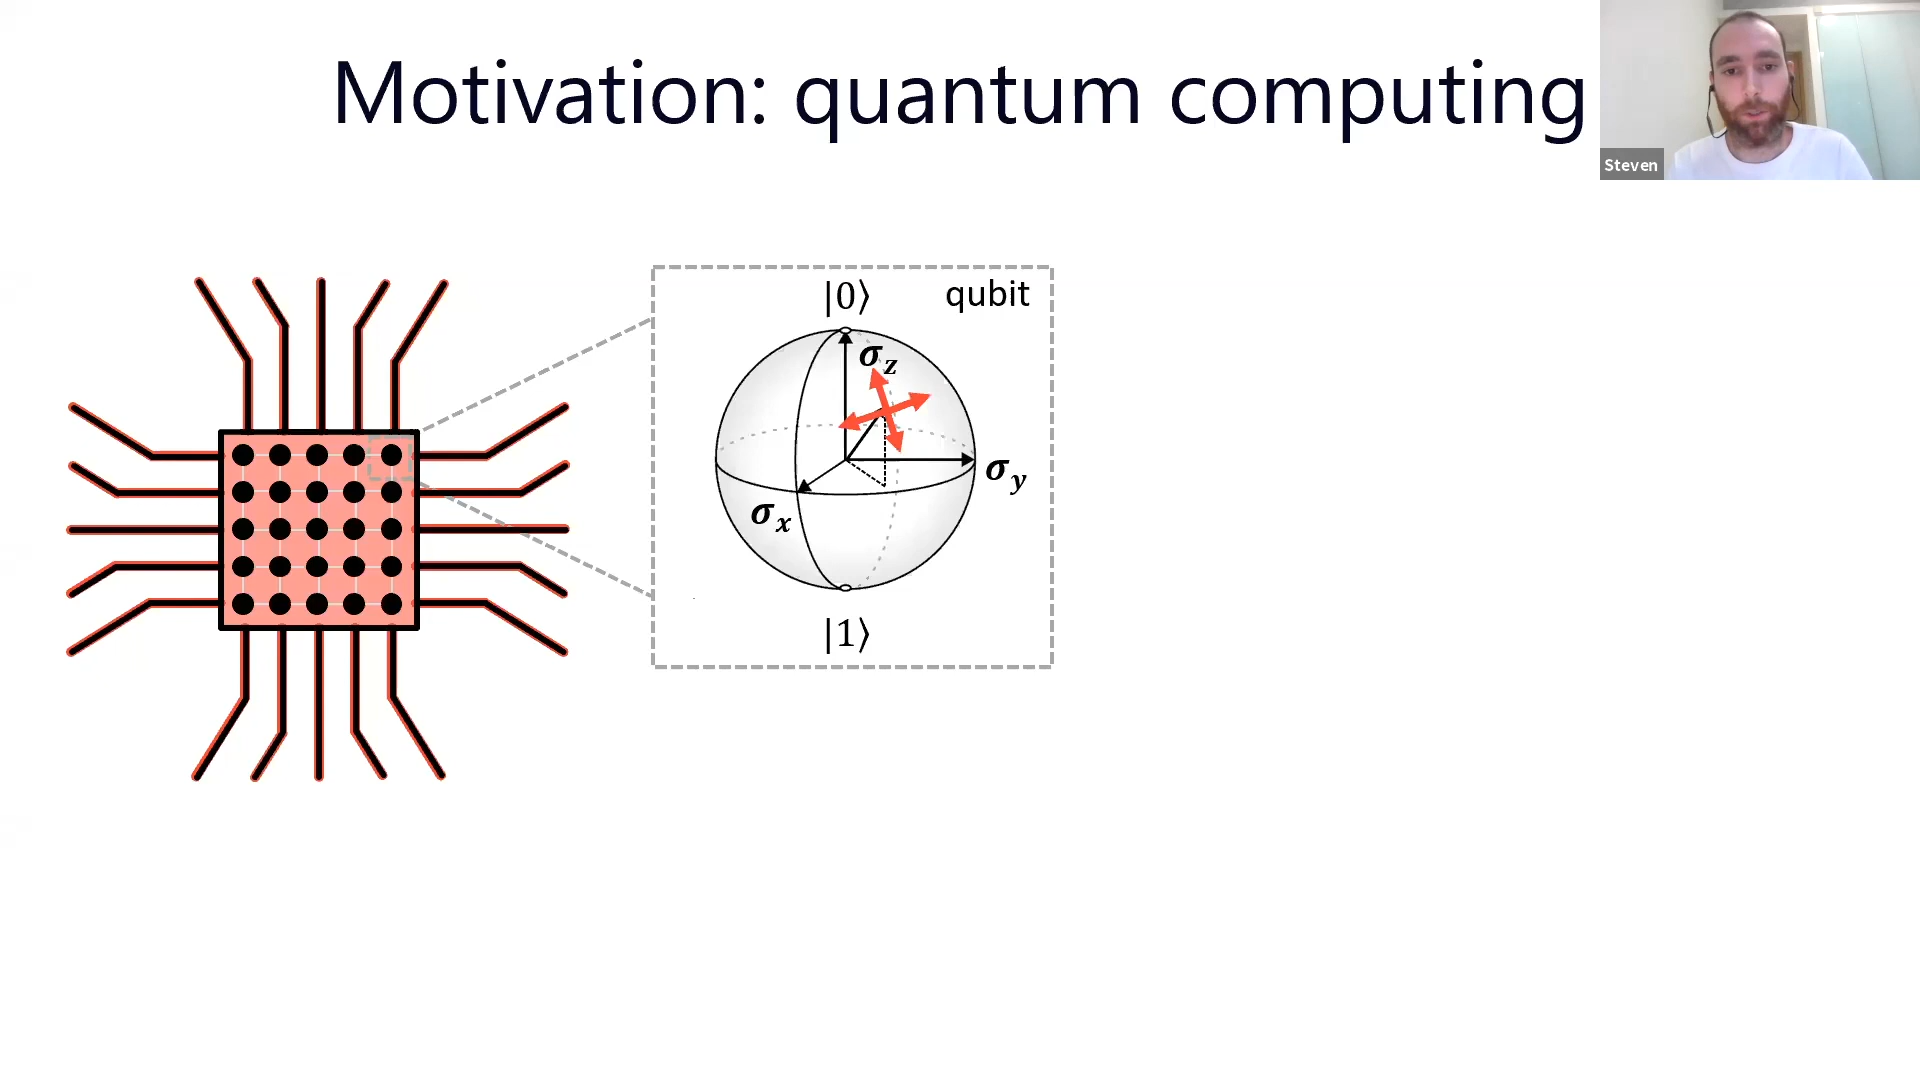 Motivation: quantum computing
Steven
|0⟩
qubit
σz
σy
σx
|1⟩